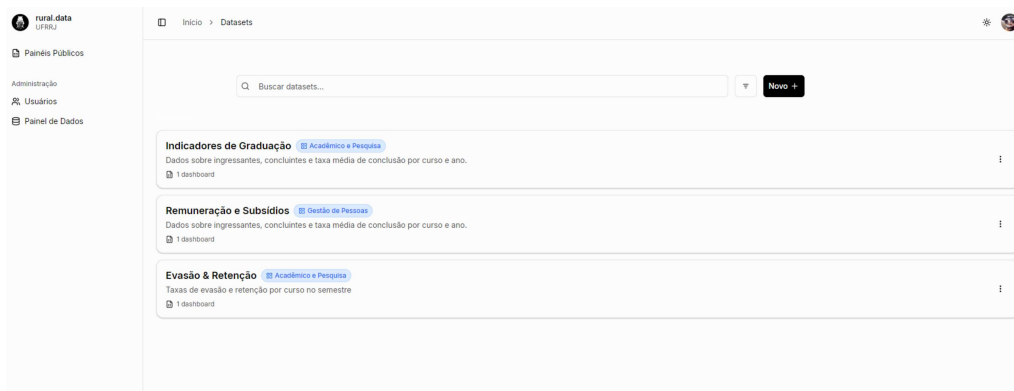 rural.data
UFRRJ
Painéis Públicos
Administração
Usuários
Painel de Dados
Início > Datasets
Buscar datasets...
Novo +
Indicadores de Graduação Acadêmico e Pesquisa
Dados sobre ingressantes, concluintes e taxa média de conclusão por curso e ano.
1 dashboard
Remuneração e Subsídios Gestão de Pessoas
Dados sobre ingressantes, concluintes e taxa média de conclusão por curso e ano.
1 dashboard
Evasão & Retenção Acadêmico e Pesquisa
Taxas de evasão e retenção por curso no semestre
1 dashboard